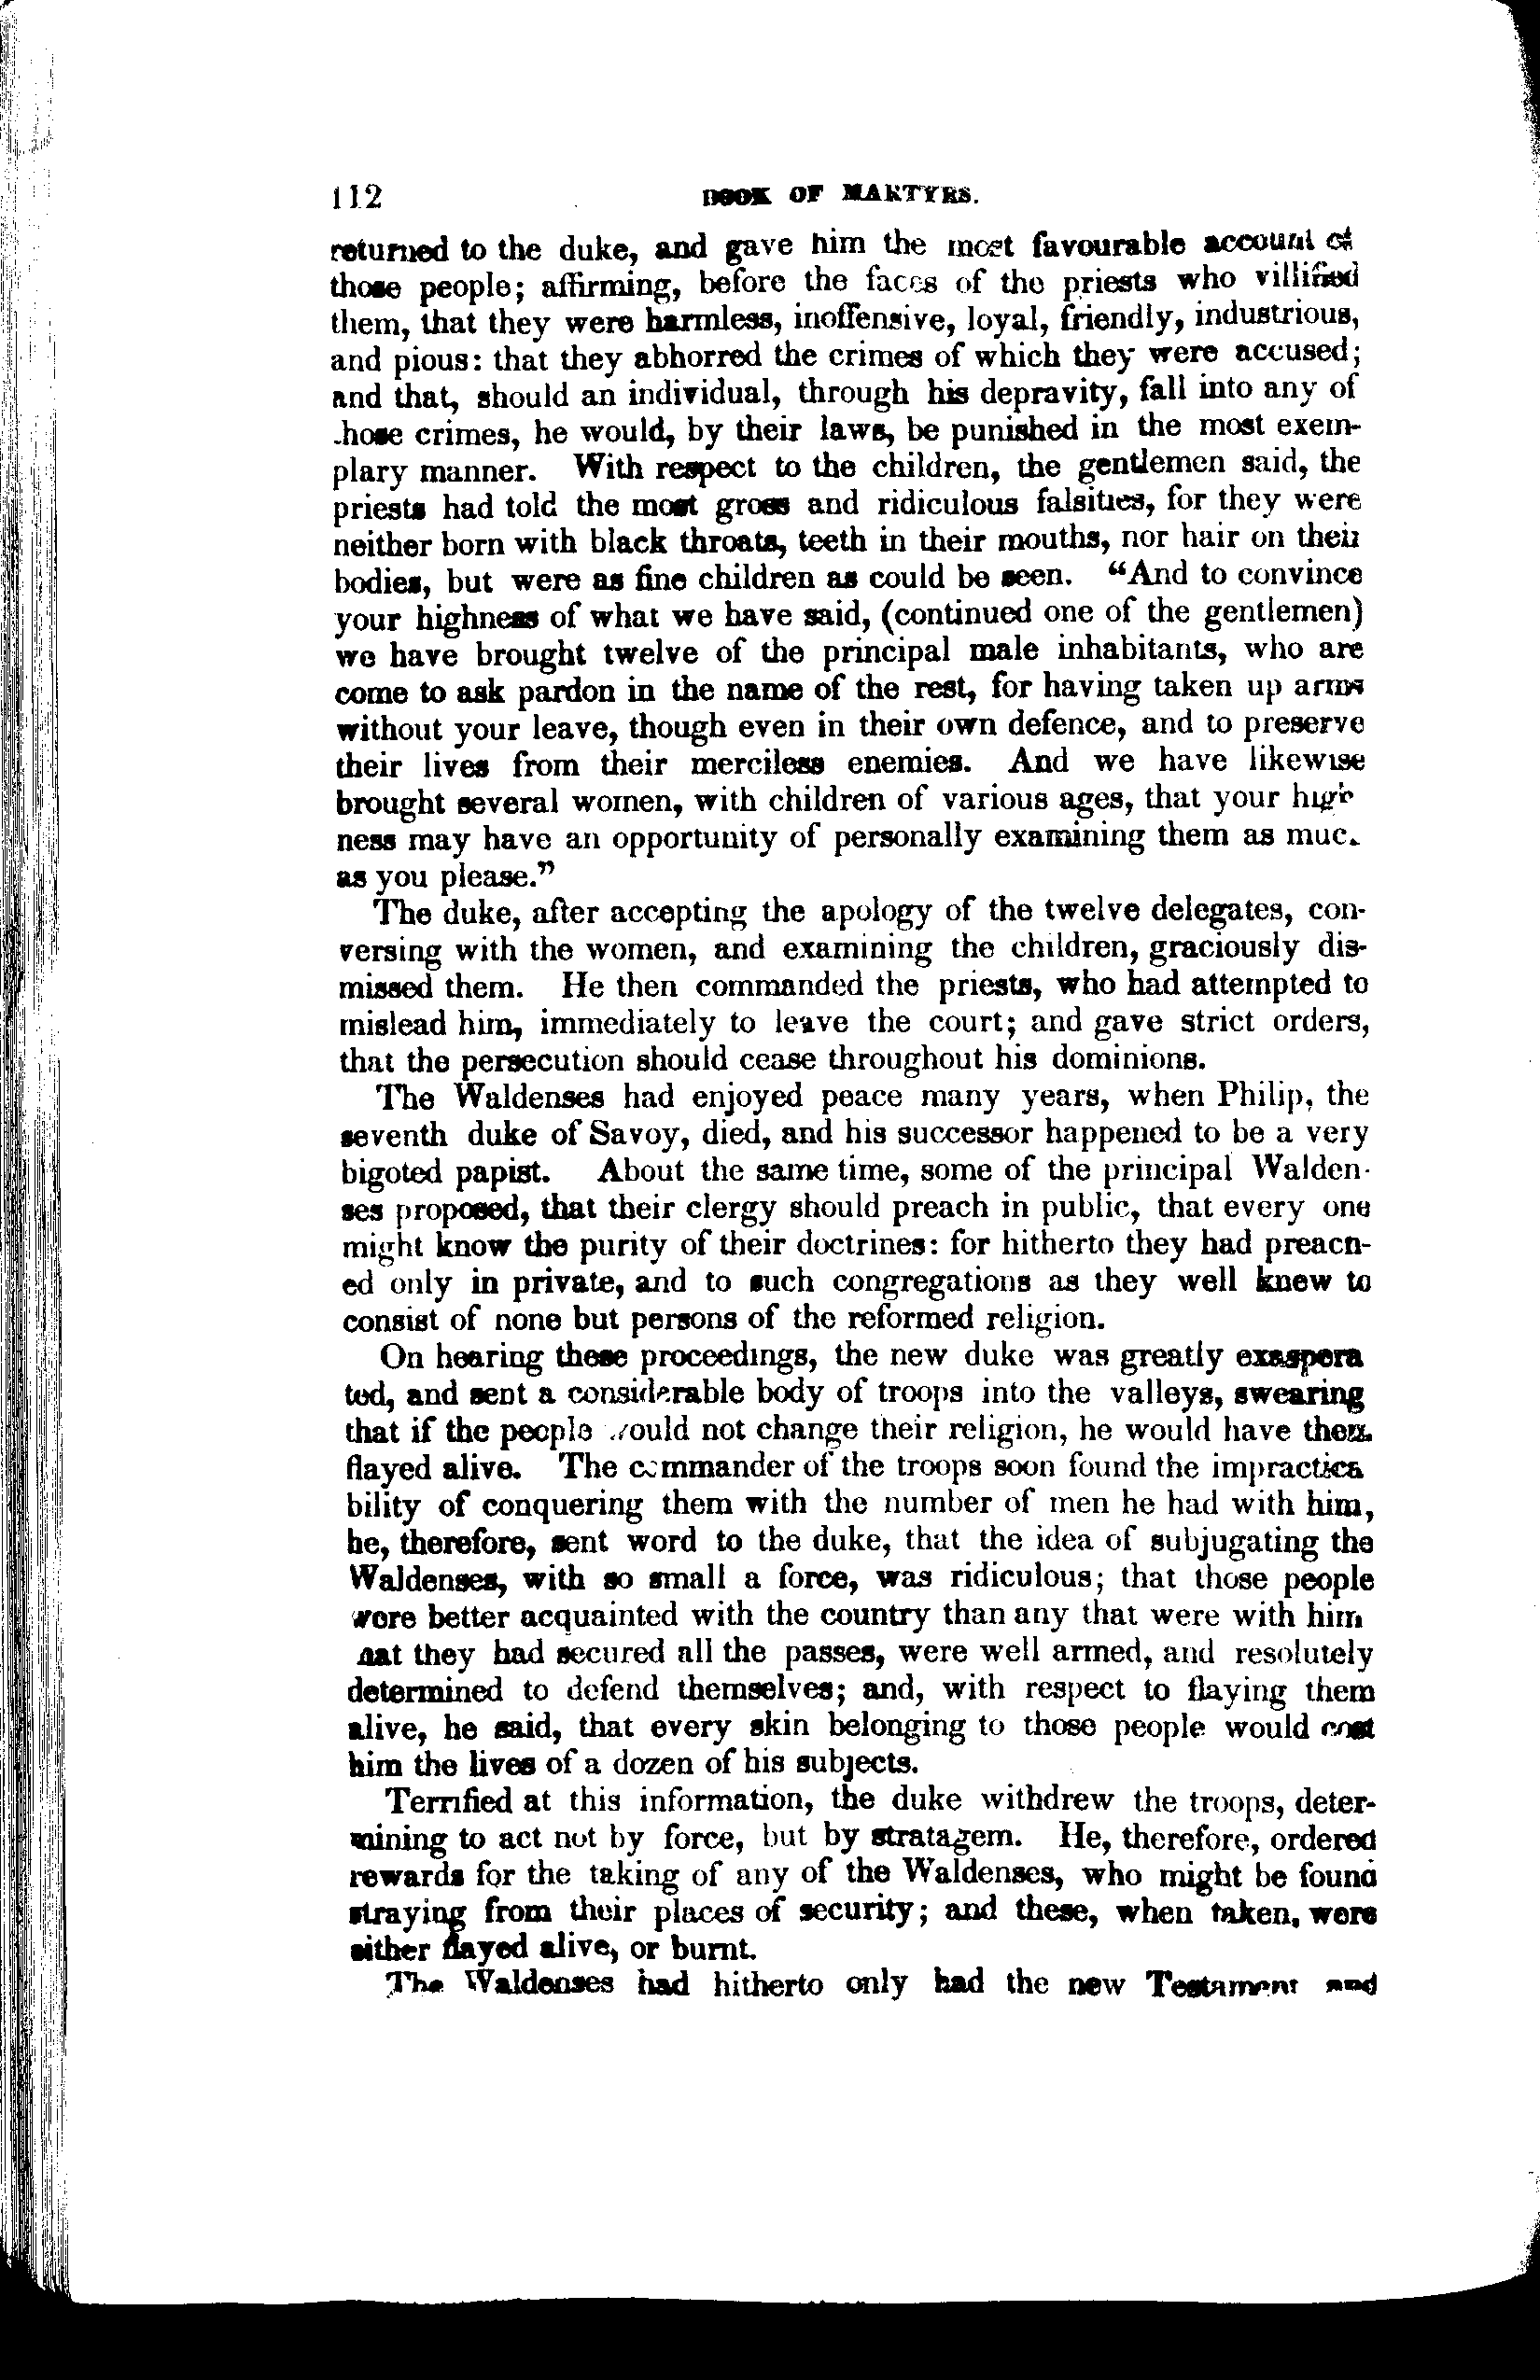 112 BOOK OF MARTYRS.
returned to the duke, and gave him the most favourable account of
those people; affirming, before the faces of the priests who villified
them, that they were harmless, inoffensive, loyal, friendly, industrious,
and pious: that they abhorred the crimes of which they were accused;
and that, should an individual, through his depravity, fall into any of
those crimes, he would, by their laws, be punished in the most exem-
plary manner. With respect to the children, the gentlemen said, the
priests had told the most gross and ridiculous falsities, for they were
neither born with black throats, teeth in their mouths, nor hair on their
bodies, but were as fine children as could be seen. "And to convince
your highness of what we have said, (continued one of the gentlemen)
we have brought twelve of the principal male inhabitants, who are
come to ask pardon in the name of the rest, for having taken up arms
without your leave, though even in their own defence, and to preserve
their lives from their merciless enemies. And we have likewise
brought several women, with children of various ages, that your high
ness may have an opportunity of personally examining them as much
as you please."
The duke, after accepting the apology of the twelve delegates, con-
versing with the women, and examining the children, graciously dis-
missed them. He then commanded the priests, who had attempted to
mislead him, immediately to leave the court; and gave strict orders,
that the persecution should cease throughout his dominions.
The Waldenses had enjoyed peace many years, when Philip, the
seventh duke of Savoy, died, and his successor happened to be a very
bigoted papist. About the same time, some of the principal Walden-
ses proposed, that their clergy should preach in public, that every one
might know the purity of their doctrines: for hitherto they had preach-
ed only in private, and to such congregations as they well knew to
consist of none but persons of the reformed religion.
On hearing these proceedings, the new duke was greatly exaspera
ted, and sent a considerable body of troops into the valleys, swearing
that if the people would not change their religion, he would have them
flayed alive. The commander of the troops soon found the impractica
bility of conquering them with the number of men he had with him,
he, therefore, sent word to the duke, that the idea of subjugating the
Waldenses, with so small a force, was ridiculous; that those people
were better acquainted with the country than any that were with him
that they had secured all the passes, were well armed, and resolutely
determined to defend themselves; and, with respect to flaying them
alive, he said, that every skin belonging to those people would cost
him the lives of a dozen of his subjects.
Terrified at this information, the duke withdrew the troops, deter-
mining to act not by force, but by stratagem. He, therefore, ordered
rewards for the taking of any of the Waldenses, who might be found
straying from their places of security; and these, when taken, were
either flayed alive, or burnt.
The Waldenses had hitherto only had the new Testament and